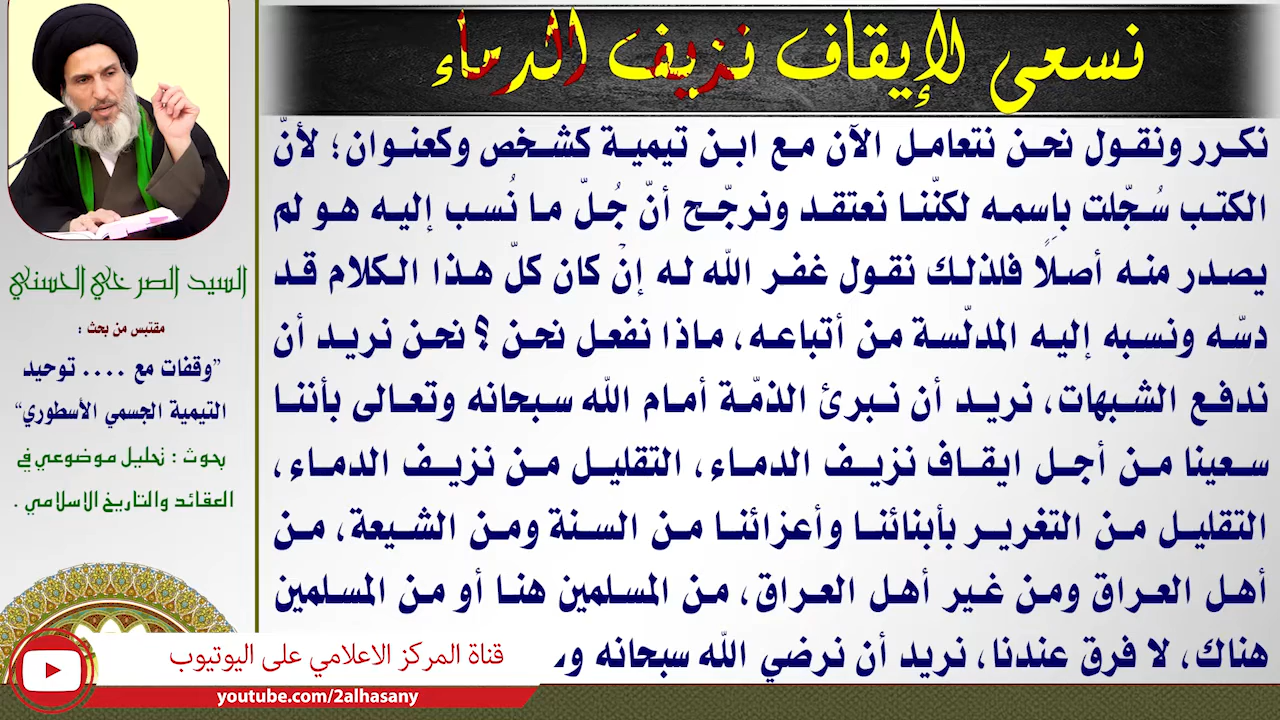 نسعى لإيقاف نزيف الدماء
نكرر ونقول نحن نتعامل الآن مع ابن تيمية كشخص وكعنوان؛ لأنّ
الكتب سُجّلت بإسمه لكنّنا نعتقد ونرجّح أنّ جُلّ ما نُسب إليه هو لم
يصدر منه أصلًا فلذلك نقول غفر الله له إنْ كان كلّ هذا الكلام قد
دسّه ونسبه إليه المدلّسة من أتباعه، ماذا نفعل نحن ؟ نحن نريد أن
ندفع الشبهات، نريد أن نبرئ الذمّة أمام الله سبحانه وتعالى بأننا
سعينا من أجل ايقاف نزيف الدماء، التقليل من نزيف الدماء،
التقليل من التغرير بأبنائنا وأعزائنا من السنة ومن الشيعة، من
أهل العراق ومن غير أهل العراق، من المسلمين هنا أو من المسلمين
هناك، لا فرق عندنا، نريد أن نرضي الله سبحانه
السيد الصرخي الحسني
مقتبس من بحث :
”وقفات مع .... توحيد
التيمية الجسمي الأسطوري“
بحوث : تحليل موضوعي في
العقائد والتاريخ الاسلامي .
قناة المركز الاعلامي على اليوتيوب
youtube.com/2alhasany